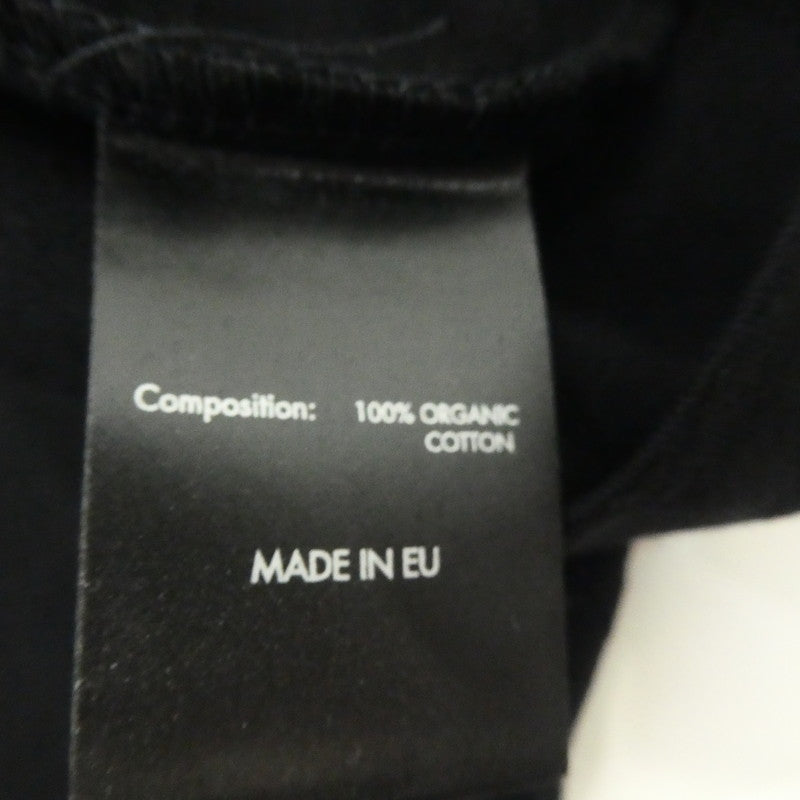 Composition: 100% ORGANIC
COTTON
MADE IN EU